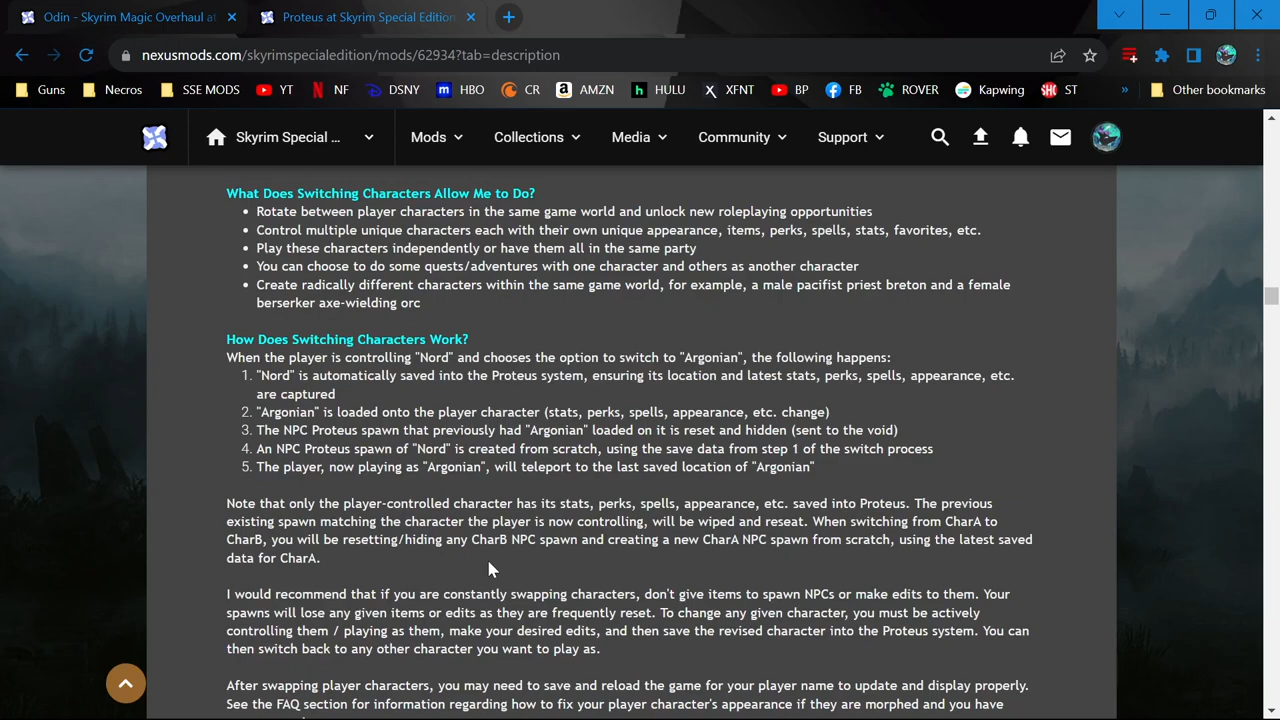 Odin - Skyrim Magic Overhaul at
Proteus at Skyrim Special Edition
nexusmods.com/skyrimspecialedition/mods/62934?tab=description
Guns Necros SSE MODS YT NF DSNY HBO CR AMZN HULU XFNT BP FB ROVER Kapwing ST » Other bookmarks
Skyrim Special ... Mods Collections Media Community Support
What Does Switching Characters Allow Me to Do?
• Rotate between player characters in the same game world and unlock new roleplaying opportunities
• Control multiple unique characters each with their own unique appearance, items, perks, spells, stats, favorites, etc.
• Play these characters independently or have them all in the same party
• You can choose to do some quests/adventures with one character and others as another character
• Create radically different characters within the same game world, for example, a male pacifist priest breton and a female
berserker axe-wielding orc
How Does Switching Characters Work?
When the player is controlling "Nord" and chooses the option to switch to "Argonian", the following happens:
1. "Nord" is automatically saved into the Proteus system, ensuring its location and latest stats, perks, spells, appearance, etc.
are captured
2. "Argonian" is loaded onto the player character (stats, perks, spells, appearance, etc. change)
3. The NPC Proteus spawn that previously had "Argonian" loaded on it is reset and hidden (sent to the void)
4. An NPC Proteus spawn of "Nord" is created from scratch, using the save data from step 1 of the switch process
5. The player, now playing as "Argonian", will teleport to the last saved location of "Argonian"
Note that only the player-controlled character has its stats, perks, spells, appearance, etc. saved into Proteus. The previous
existing spawn matching the character the player is now controlling, will be wiped and reseat. When switching from CharA to
CharB, you will be resetting/hiding any CharB NPC spawn and creating a new CharA NPC spawn from scratch, using the latest saved
data for CharA.
I would recommend that if you are constantly swapping characters, don't give items to spawn NPCs or make edits to them. Your
spawns will lose any given items or edits as they are frequently reset. To change any given character, you must be actively
controlling them / playing as them, make your desired edits, and then save the revised character into the Proteus system. You can
then switch back to any other character you want to play as.
After swapping player characters, you may need to save and reload the game for your player name to update and display properly.
See the FAQ section for information regarding how to fix your player character's appearance if they are morphed and you have